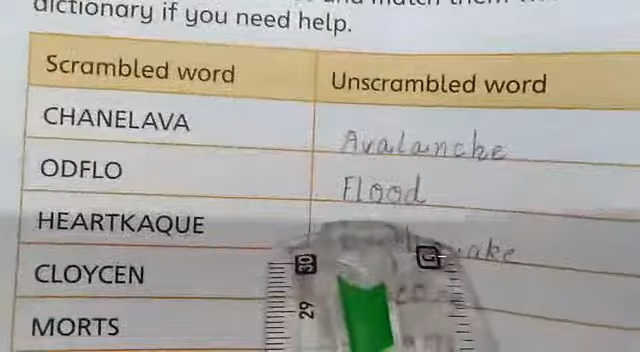 dictionary if you need help.
Scrambled word Unscrambled word
CHANELAVA Avalanche
ODFLO Flood
HEARTKAQUE
CLOYCEN
MORTS
30
29